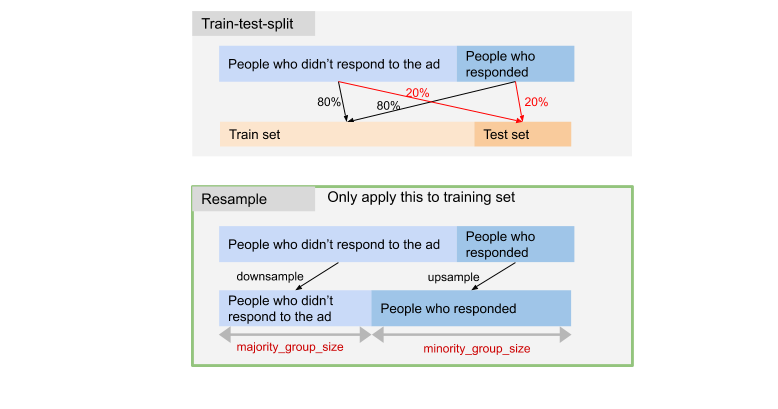 Train-test-split
People who didn't respond to the ad
People who
responded
80%
80%
20%
20%
Train set
Test set
Resample
Only apply this to training set
People who didn't respond to the ad
People who
responded
downsample
upsample
People who didn't
respond to the ad
People who responded
majority_group_size
minority_group_size